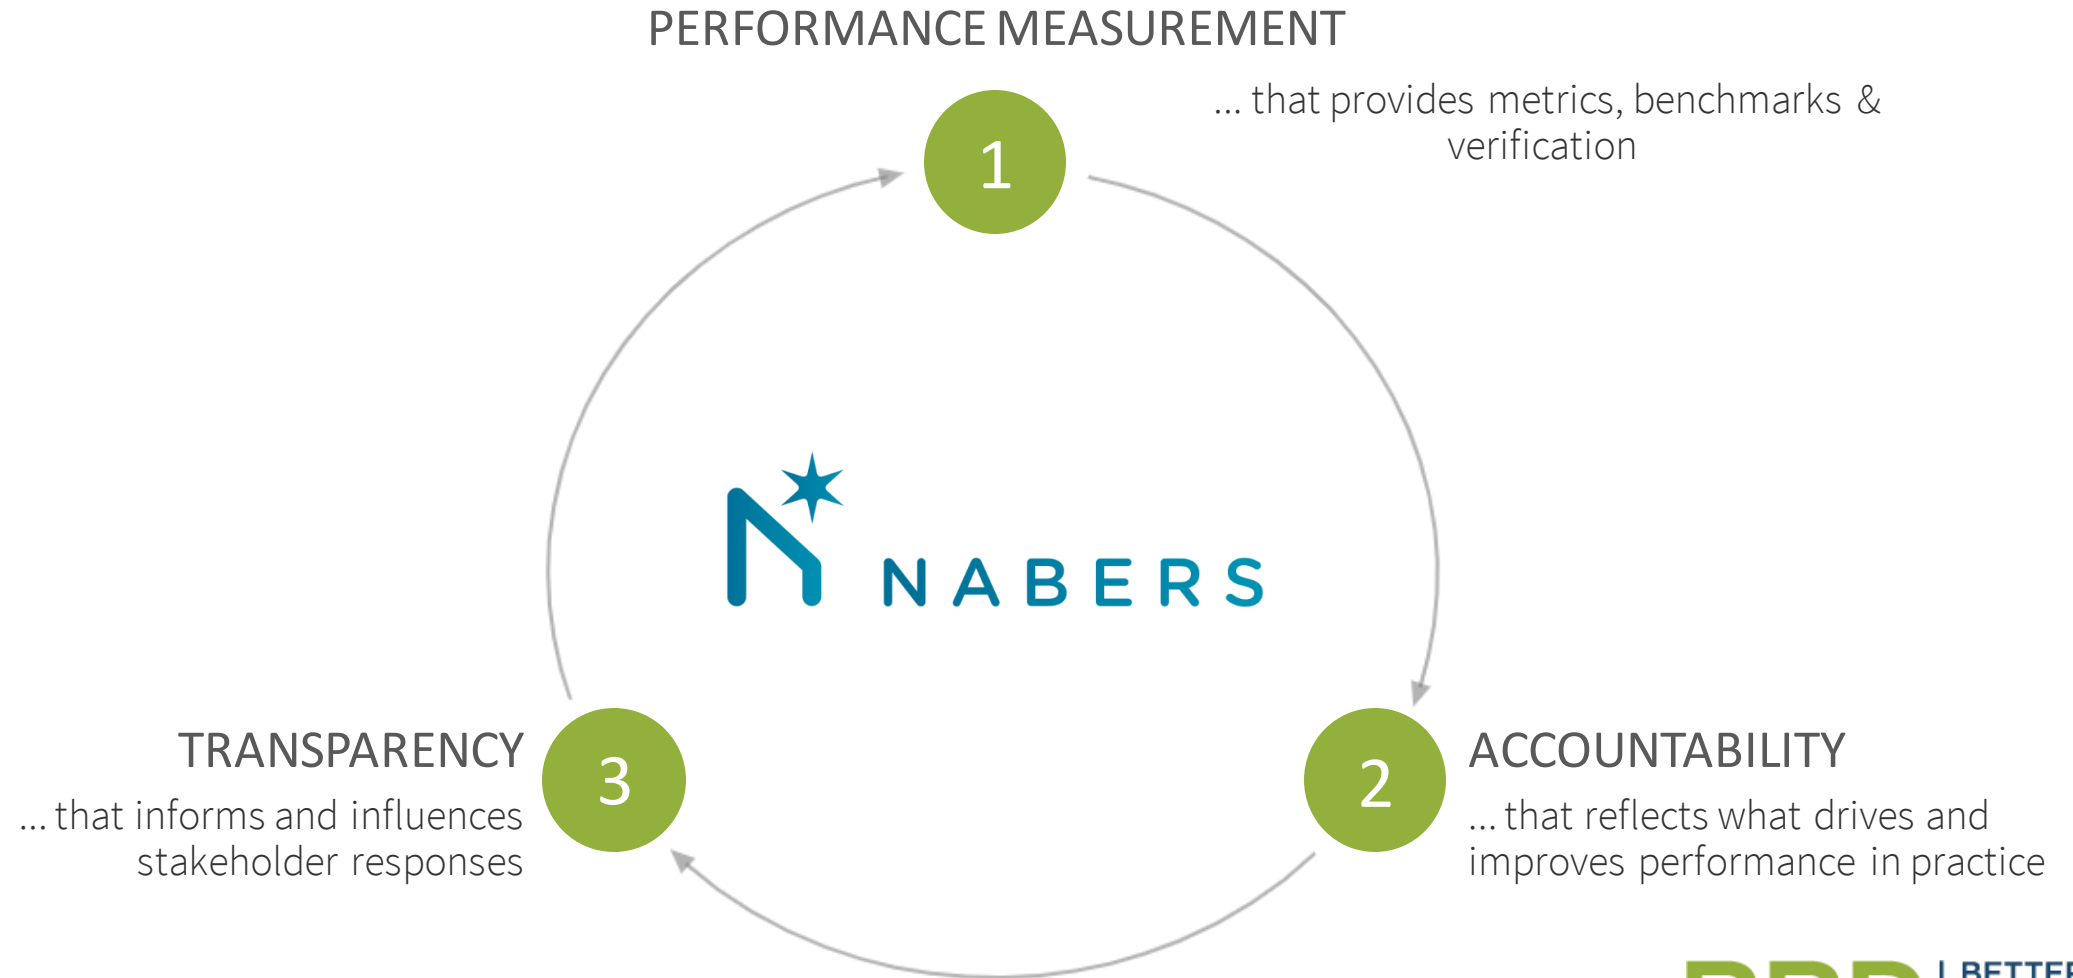 PERFORMANCE MEASUREMENT
... that provides metrics, benchmarks &
verification
1
NABERS
TRANSPARENCY
... that informs and influences
stakeholder responses
3
2
ACCOUNTABILITY
... that reflects what drives and
improves performance in practice
BETTER